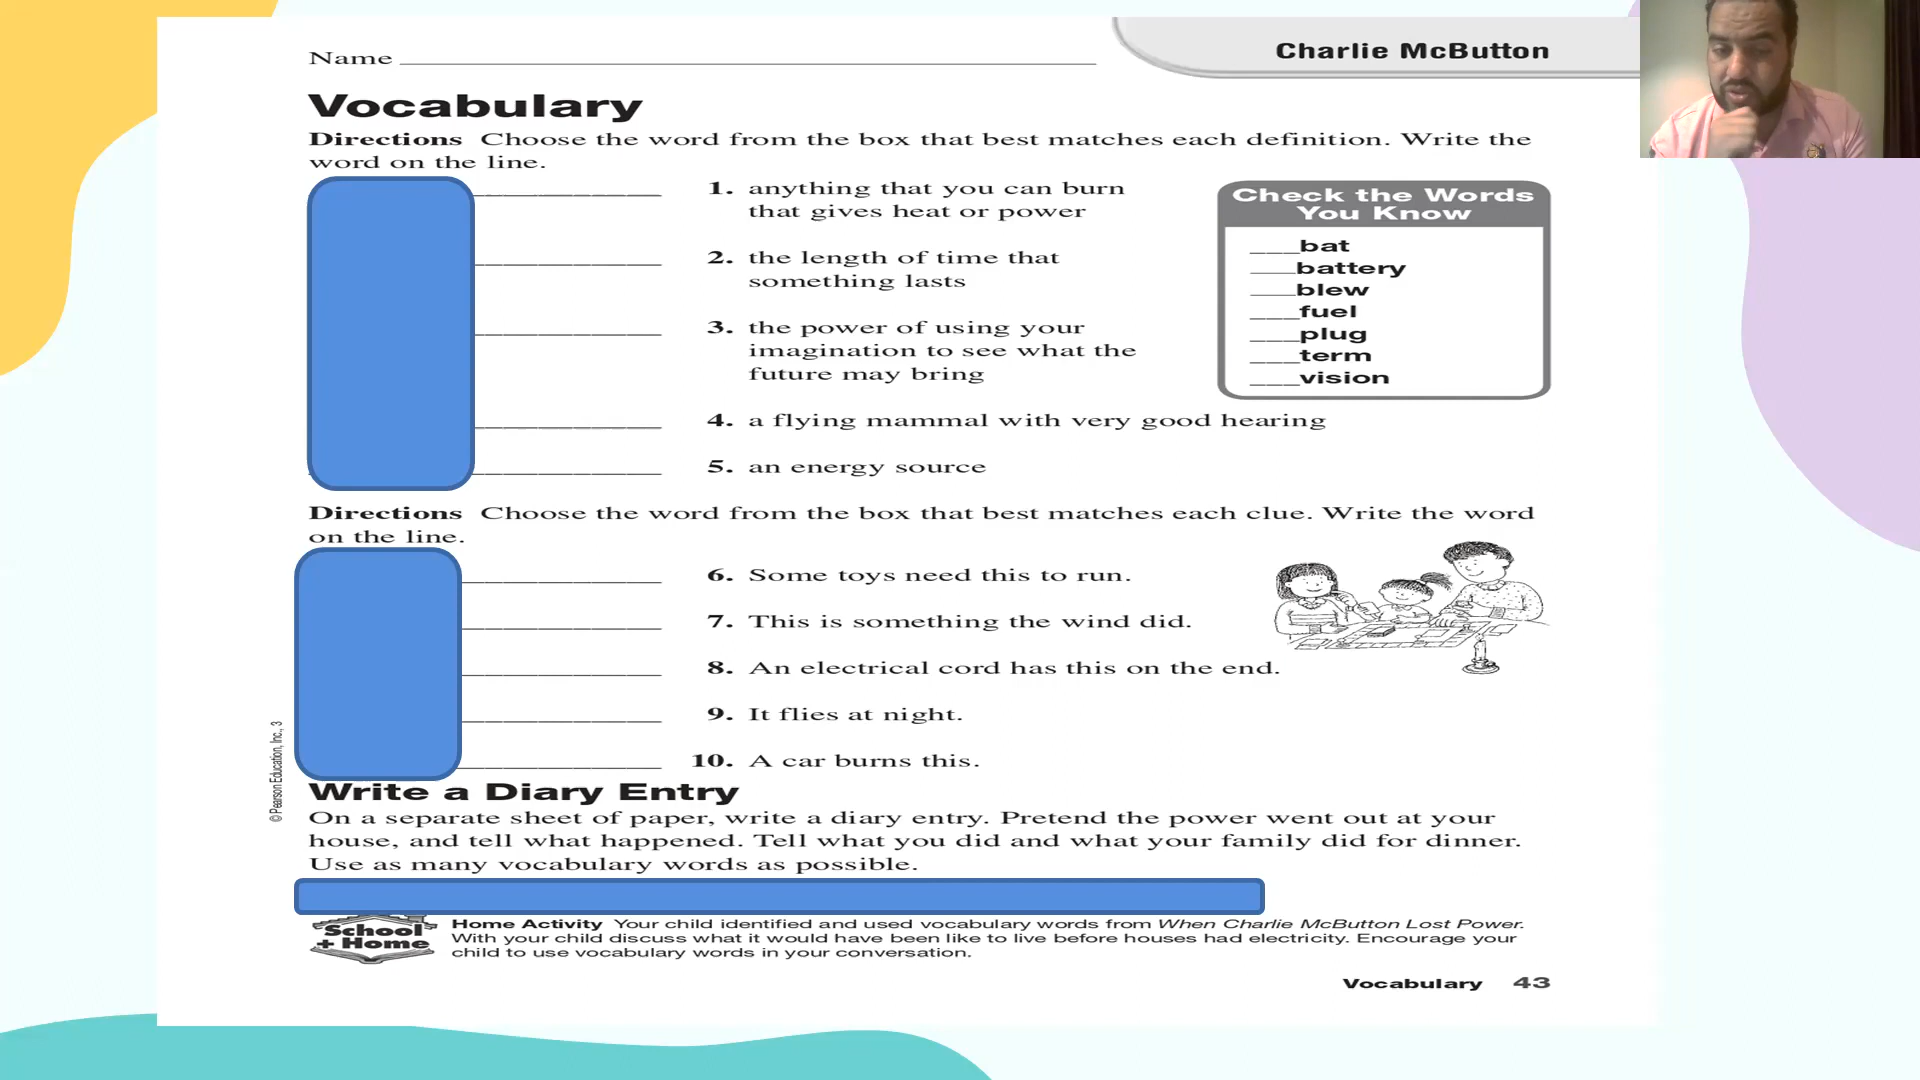 Name
Charlie McButton
Vocabulary
Directions Choose the word from the box that best matches each definition. Write the
word on the line.
1. anything that you can burn
that gives heat or power
2. the length of time that
something lasts
3. the power of using your
imagination to see what the
future may bring
4. a flying mammal with very good hearing
5. an energy source
Check the Words
You Know
___bat
___battery
___blew
___fuel
___plug
___term
___vision
Directions Choose the word from the box that best matches each clue. Write the word
on the line.
6. Some toys need this to run.
7. This is something the wind did.
8. An electrical cord has this on the end.
9. It flies at night.
10. A car burns this.
© Pearson Education, Inc., 3
Write a Diary Entry
On a separate sheet of paper, write a diary entry. Pretend the power went out at your
house, and tell what happened. Tell what you did and what your family did for dinner.
Use as many vocabulary words as possible.
School
+ Home
Home Activity Your child identified and used vocabulary words from When Charlie McButton Lost Power.
With your child discuss what it would have been like to live before houses had electricity. Encourage your
child to use vocabulary words in your conversation.
Vocabulary 43